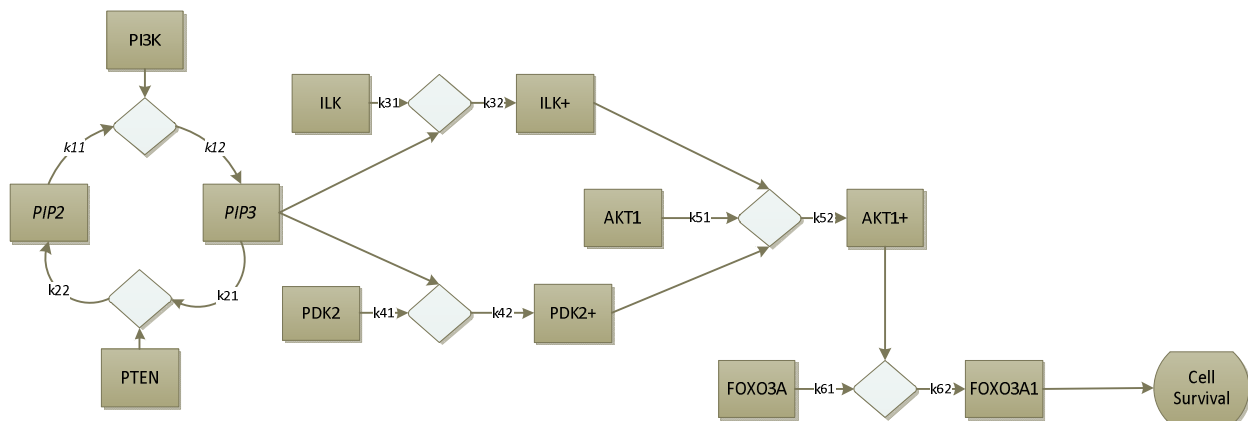 PI3K
ILK
k31
k32
ILK+
k11
k12
PIP2
PIP3
AKT1
k51
k52
AKT1+
k22
k21
PDK2
k41
k42
PDK2+
PTEN
FOXO3A
k61
k62
FOXO3A1
Cell
Survival